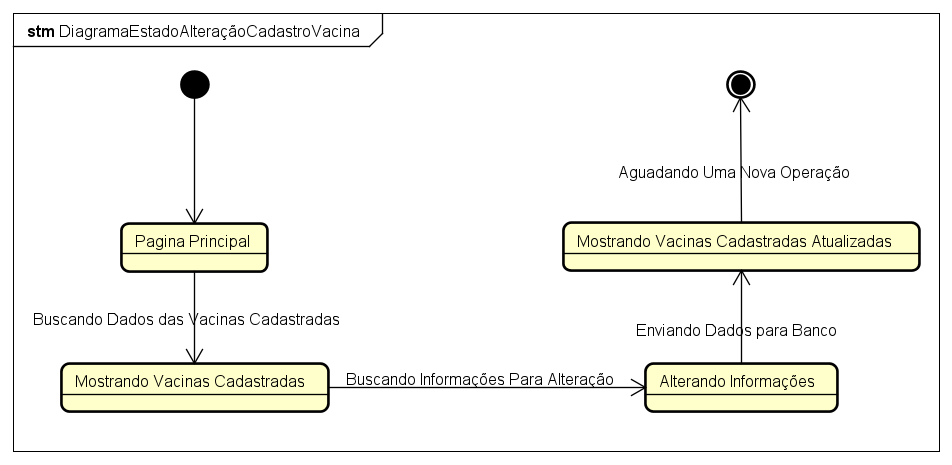 stm DiagramaEstadoAlteraçãoCadastroVacina
Pagina Principal
Buscando Dados das Vacinas Cadastradas
Mostrando Vacinas Cadastradas
Buscando Informações Para Alteração
Alterando Informações
Enviando Dados para Banco
Mostrando Vacinas Cadastradas Atualizadas
Aguadando Uma Nova Operação